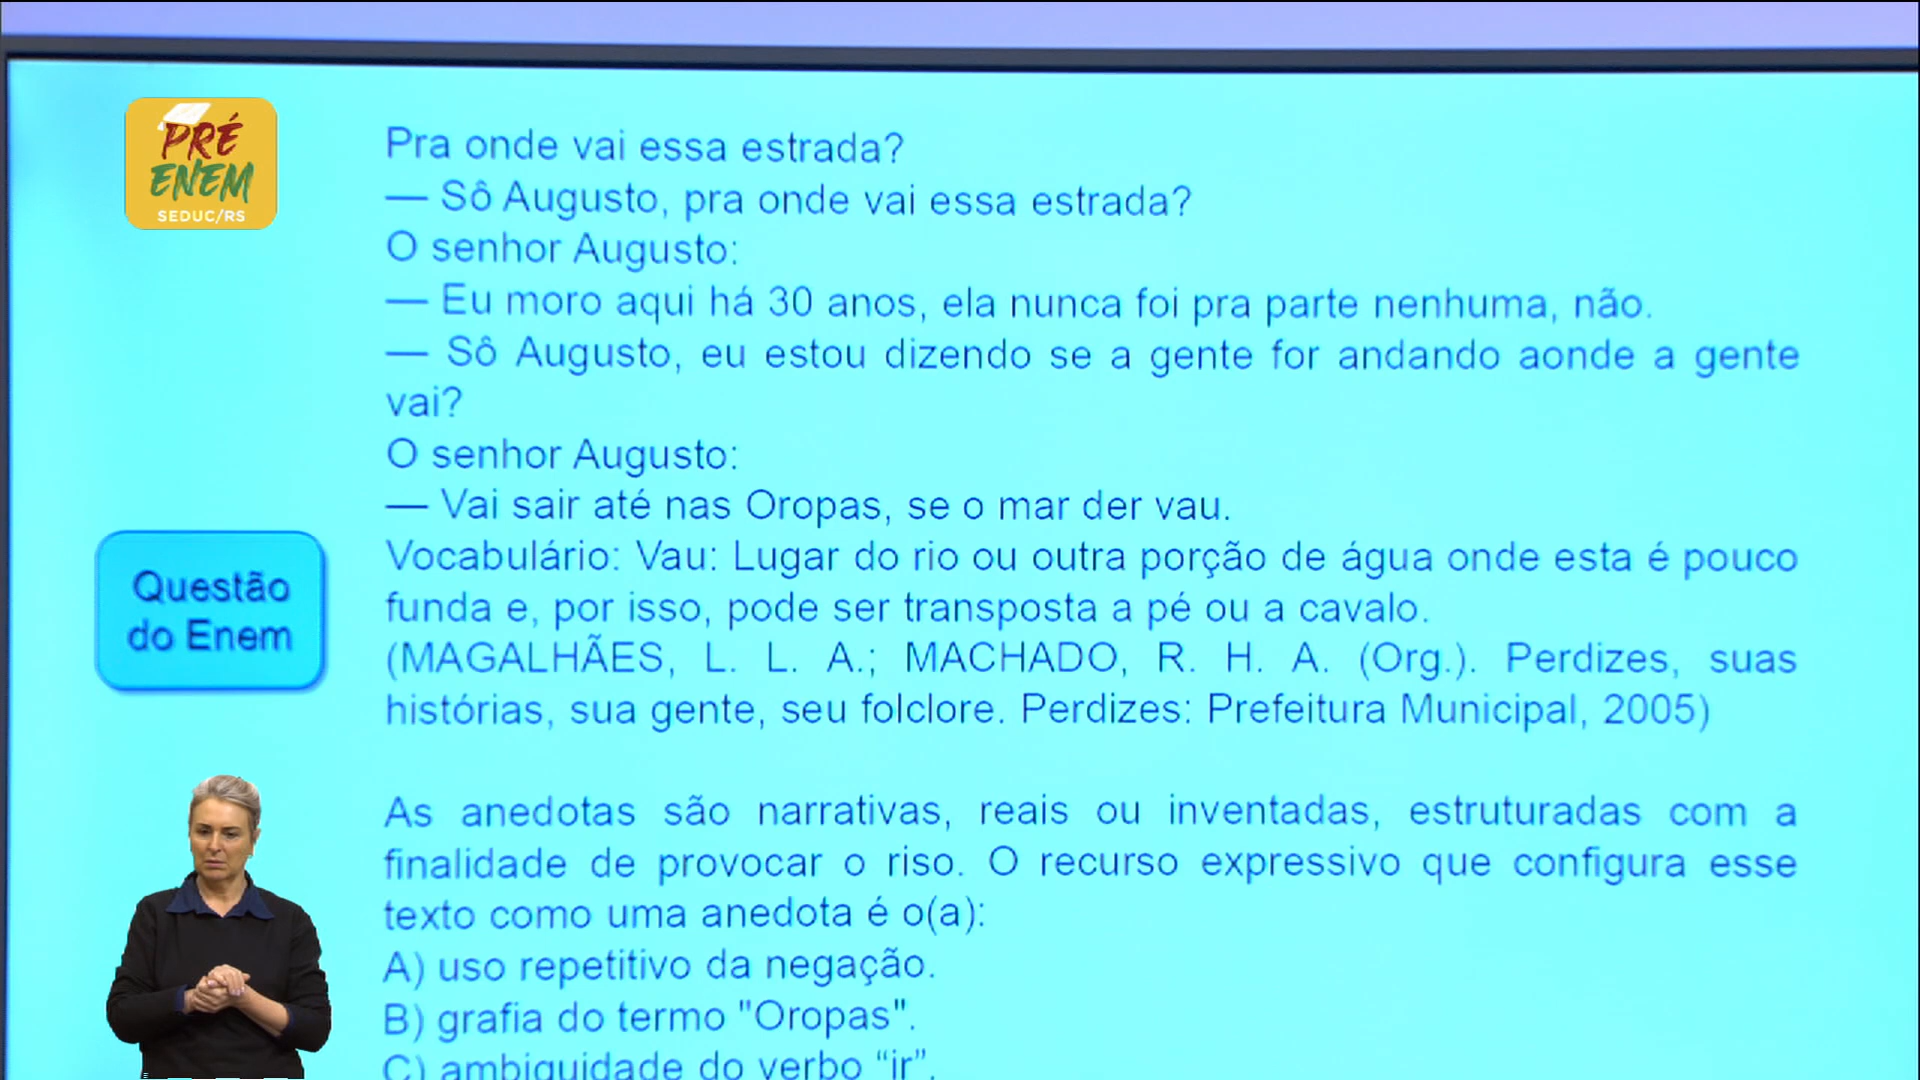 PRÉ
ENEM
SEDUC/RS
Pra onde vai essa estrada?
— Sô Augusto, pra onde vai essa estrada?
O senhor Augusto:
— Eu moro aqui há 30 anos, ela nunca foi pra parte nenhuma, não.
— Sô Augusto, eu estou dizendo se a gente for andando aonde a gente
vai?
O senhor Augusto:
— Vai sair até nas Oropas, se o mar der vau.
Vocabulário: Vau: Lugar do rio ou outra porção de água onde esta é pouco
funda e, por isso, pode ser transposta a pé ou a cavalo.
(MAGALHÃES, L. L. A.; MACHADO, R. H. A. (Org.). Perdizes, suas
histórias, sua gente, seu folclore. Perdizes: Prefeitura Municipal, 2005)
Questão
do Enem
As anedotas são narrativas, reais ou inventadas, estruturadas com a
finalidade de provocar o riso. O recurso expressivo que configura esse
texto como uma anedota é o(a):
A) uso repetitivo da negação.
B) grafia do termo "Oropas".
C) ambiguidade do verbo “ir”.